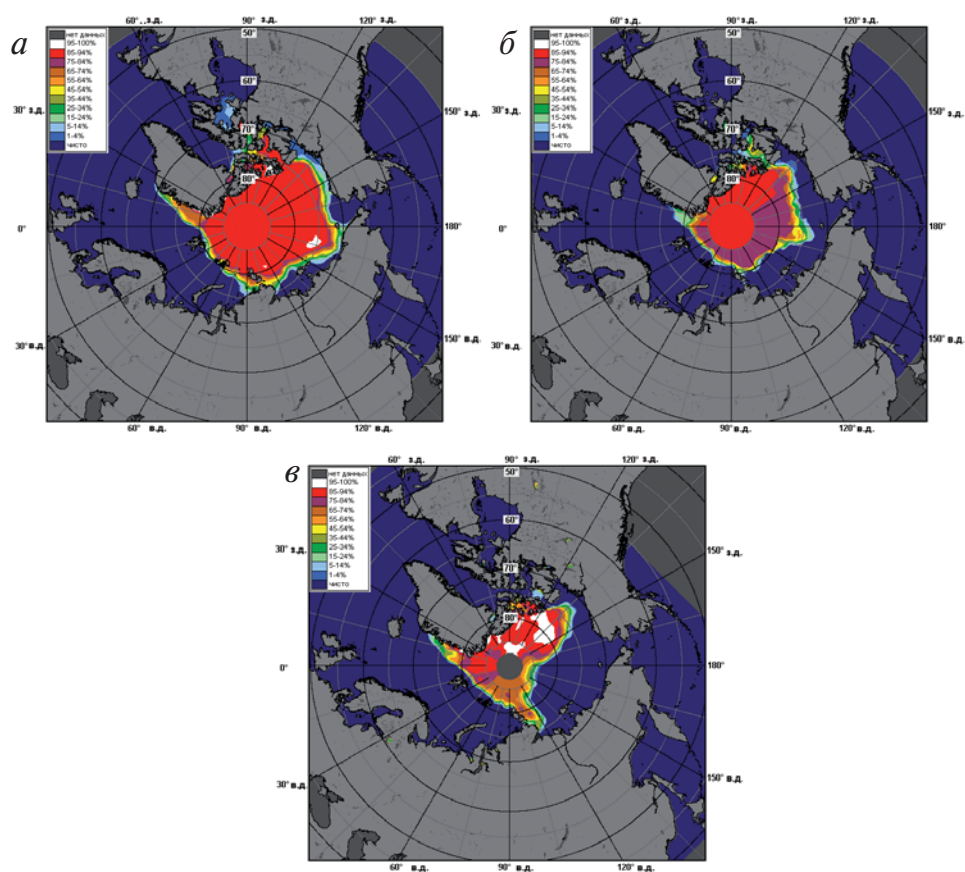 а
60° з.д.
90° з.д.
120° з.д.
50°
60°
70°
80°
нет данных
95-100%
85-94%
75-84%
65-74%
55-64%
45-54%
35-44%
25-34%
15-24%
5-14%
1-4%
чисто
30° з.д.
0°
30° в.д.
150° з.д.
180°
150° в.д.
60° в.д.
90° в.д.
120° в.д.
б
60° з.д.
90° з.д.
120° з.д.
50°
60°
70°
80°
нет данных
95-100%
85-94%
75-84%
65-74%
55-64%
45-54%
35-44%
25-34%
15-24%
5-14%
1-4%
чисто
30° з.д.
0°
30° в.д.
150° з.д.
180°
150° в.д.
60° в.д.
90° в.д.
120° в.д.
в
60° з.д.
90° з.д.
120° з.д.
50°
60°
70°
80°
нет данных
95-100%
85-94%
75-84%
65-74%
55-64%
45-54%
35-44%
25-34%
15-24%
5-14%
1-4%
чисто
30° з.д.
0°
30° в.д.
150° з.д.
180°
150° в.д.
60° в.д.
90° в.д.
120° в.д.